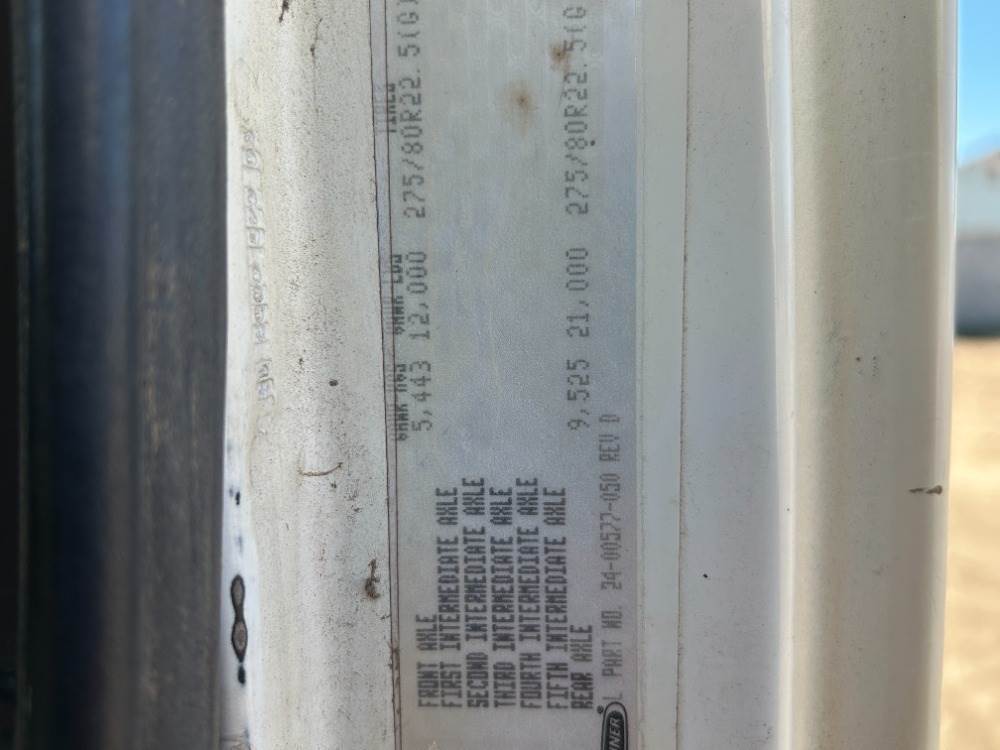 GAWR KGS GAWR LBS TIRES
FRONT AXLE 5,443 12,000 275/80R22.5(G)
FIRST INTERMEDIATE AXLE
SECOND INTERMEDIATE AXLE
THIRD INTERMEDIATE AXLE
FOURTH INTERMEDIATE AXLE
FIFTH INTERMEDIATE AXLE
REAR AXLE 9,525 21,000 275/80R22.5(G)
L PART NO. 24-00577-050 REV D